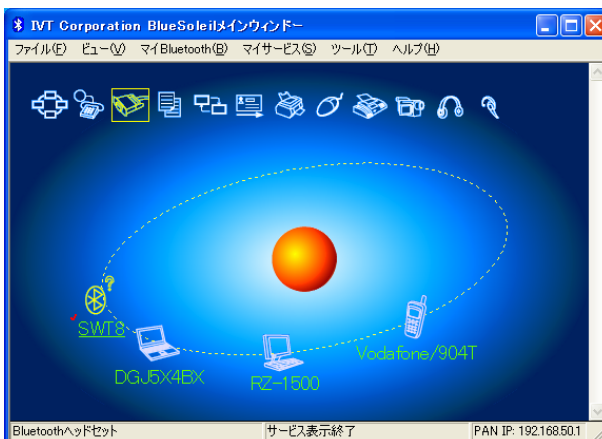 IVT Corporation BlueSoleilメインウィンドー
ファイル(F) ビュー(V) マイBluetooth(B) マイサービス(S) ツール(T) ヘルプ(H)
?
SWT8
DGJ5X4BX
RZ-1500
Vodafone/904T
Bluetoothヘッドセット サービス表示終了 PAN IP: 192.168.50.1